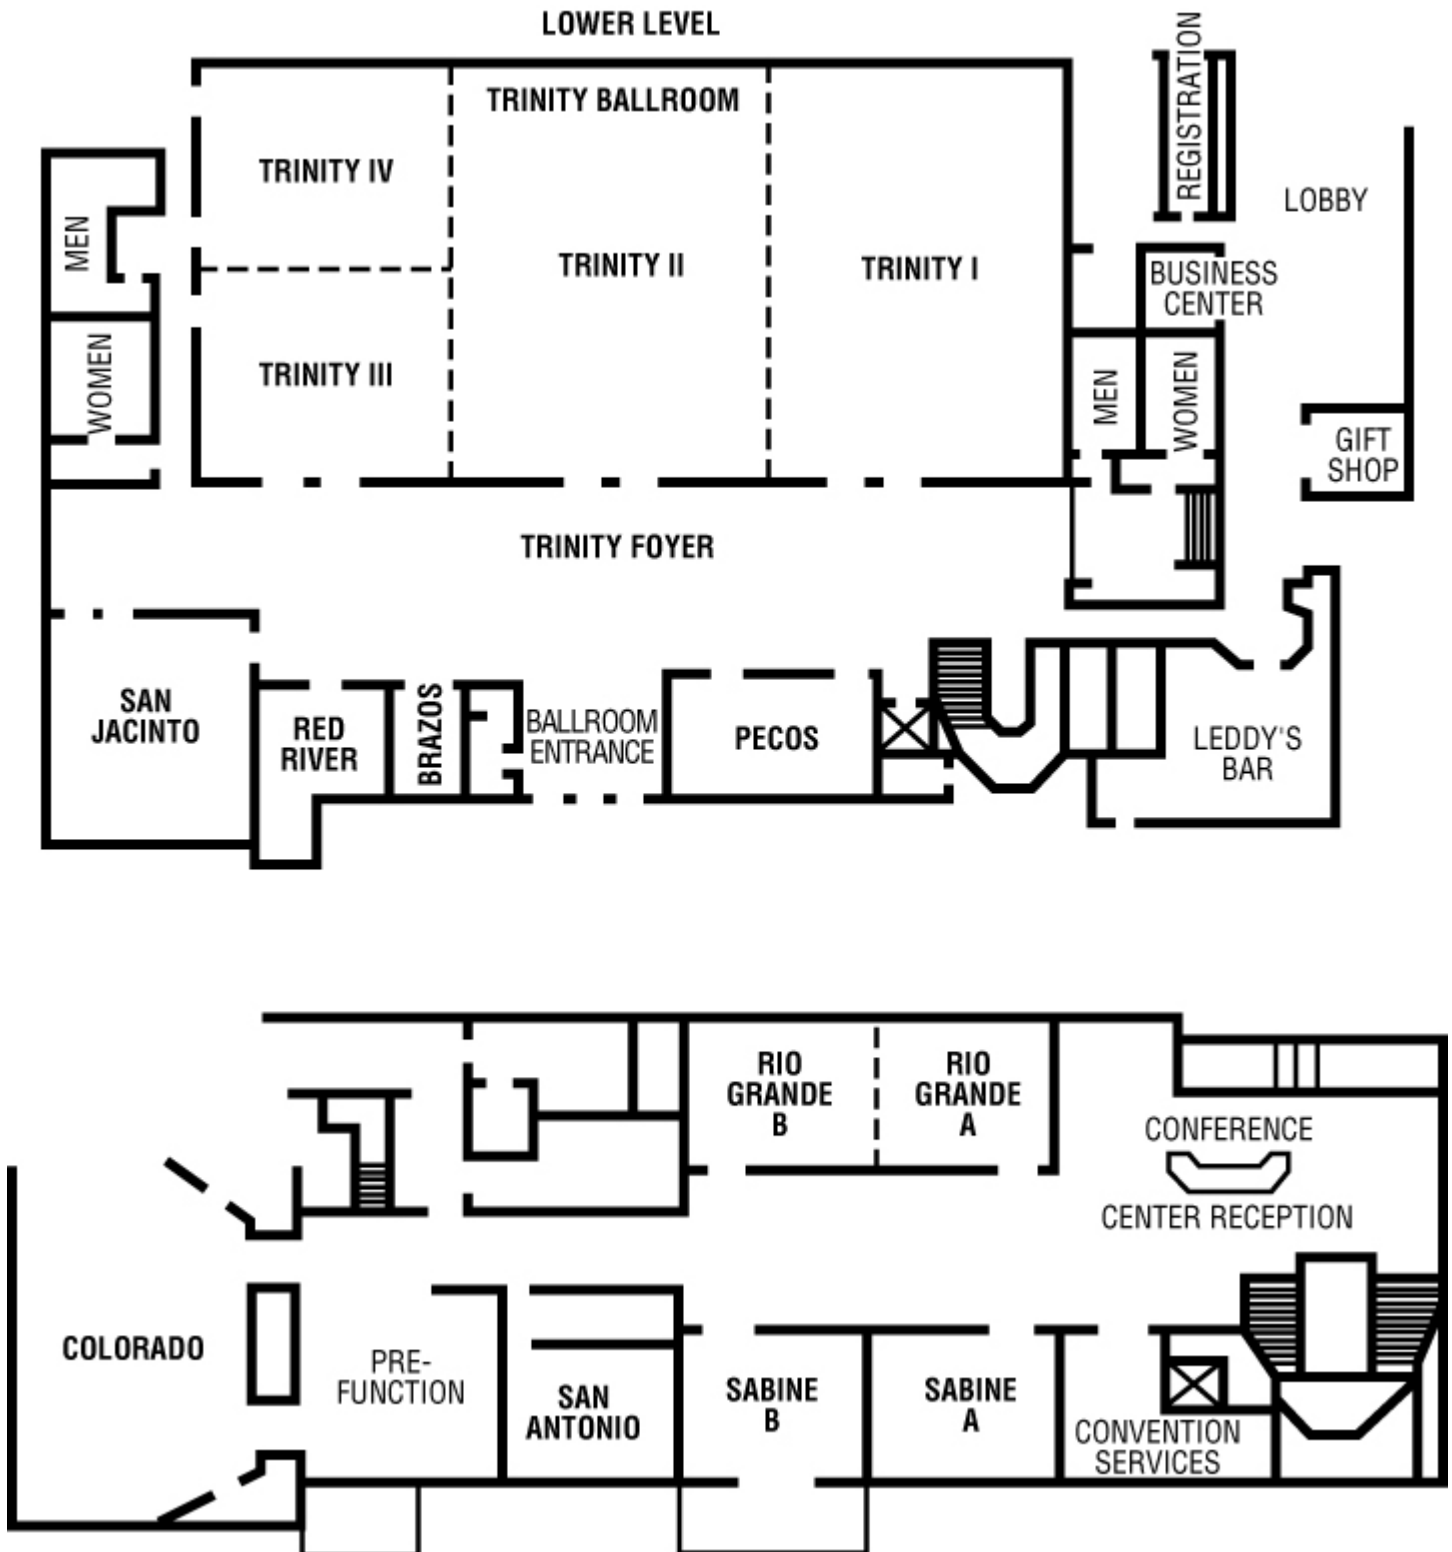 LOWER LEVEL
REGISTRATION
TRINITY BALLROOM
TRINITY IV
LOBBY
MEN
TRINITY II
TRINITY I
BUSINESS
CENTER
WOMEN
TRINITY III
MEN
WOMEN
GIFT
SHOP
TRINITY FOYER
SAN
JACINTO
RED
RIVER
BRAZOS
BALLROOM
ENTRANCE
PECOS
LEDDY'S
BAR
RIO
GRANDE
B
RIO
GRANDE
A
CONFERENCE
CENTER RECEPTION
COLORADO
PRE-
FUNCTION
SAN
ANTONIO
SABINE
B
SABINE
A
CONVENTION
SERVICES